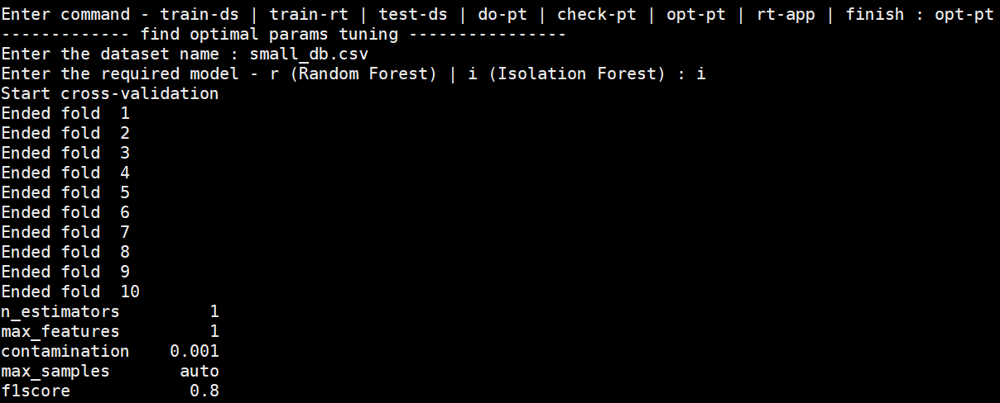 Enter command - train-ds | train-rt | test-ds | do-pt | check-pt | opt-pt | rt-app | finish : opt-pt
------------- find optimal params tuning ----------------
Enter the dataset name : small_db.csv
Enter the required model - r (Random Forest) | i (Isolation Forest) : i
Start cross-validation
Ended fold  1
Ended fold  2
Ended fold  3
Ended fold  4
Ended fold  5
Ended fold  6
Ended fold  7
Ended fold  8
Ended fold  9
Ended fold  10
n_estimators         1
max_features         1
contamination    0.001
max_samples       auto
f1score            0.8